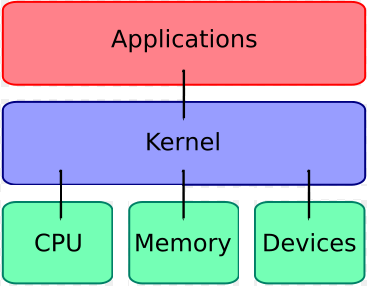 Applications
Kernel
CPU
Memory
Devices